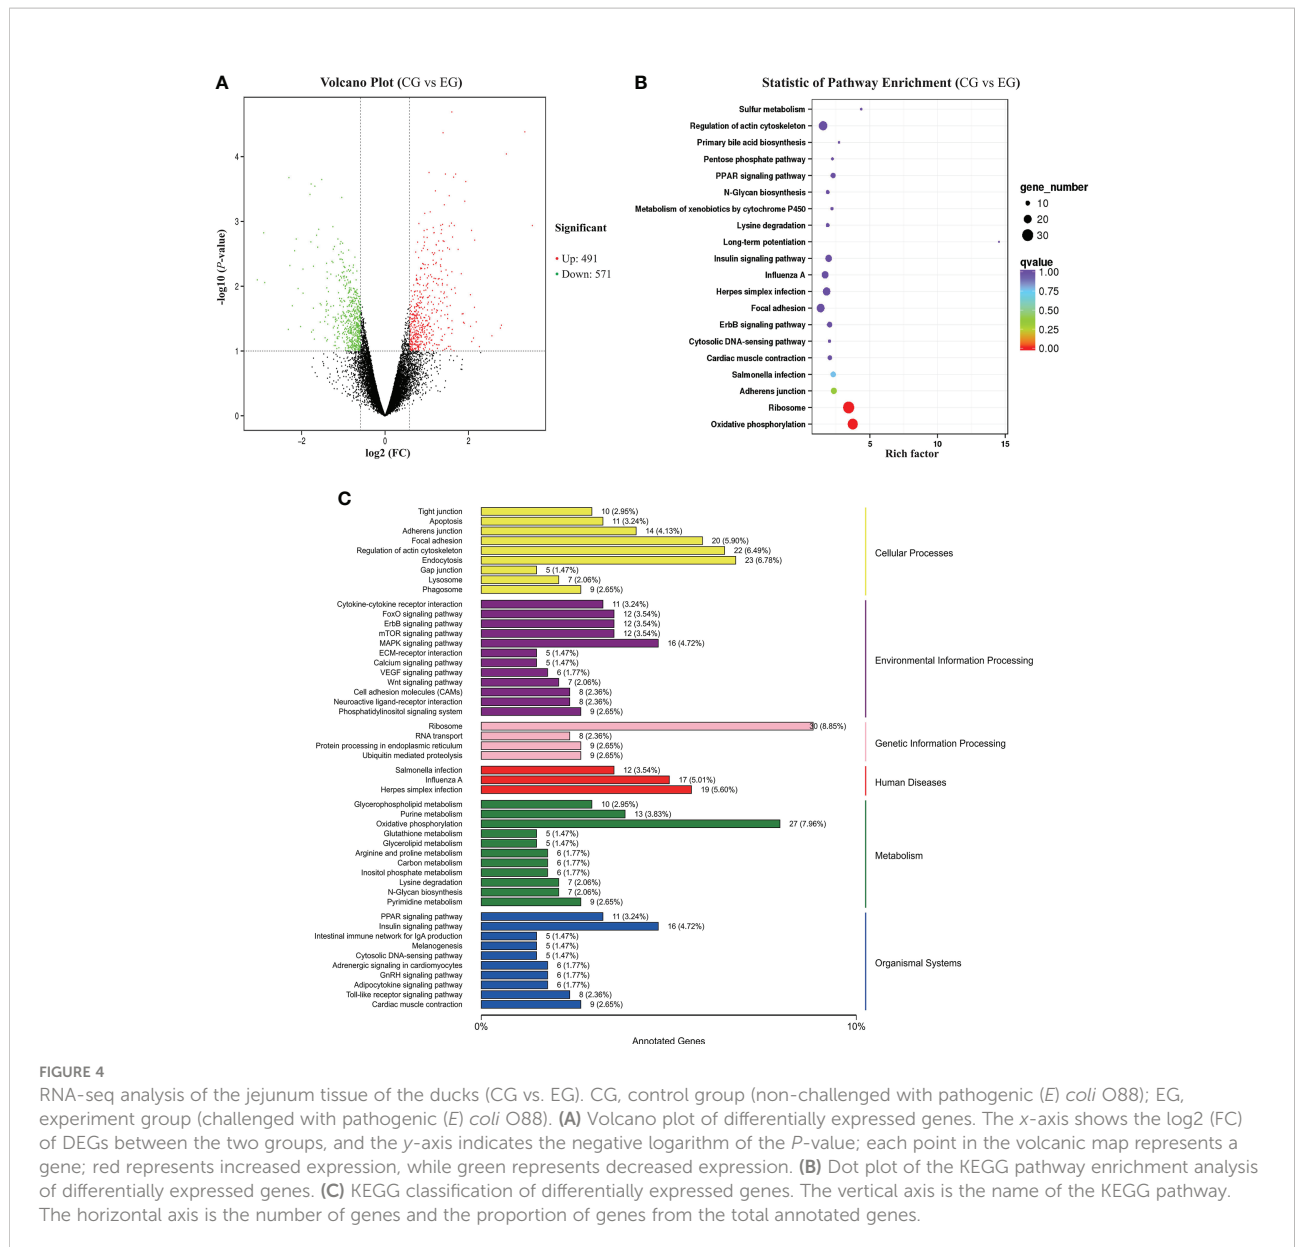 A
Volcano Plot (CG vs EG)
-log10 (P-value)
4
3
2
1
0
-2
0
2
log2 (FC)
Significant
Up: 491
Down: 571
B
Statistic of Pathway Enrichment (CG vs EG)
Sulfur metabolism
Regulation of actin cytoskeleton
Primary bile acid biosynthesis
Pentose phosphate pathway
PPAR signaling pathway
N-Glycan biosynthesis
Metabolism of xenobiotics by cytochrome P450
Lysine degradation
Long-term potentiation
Insulin signaling pathway
Influenza A
Herpes simplex infection
Focal adhesion
ErbB signaling pathway
Cytosolic DNA-sensing pathway
Cardiac muscle contraction
Salmonella infection
Adherens junction
Ribosome
Oxidative phosphorylation
5
10
15
Rich factor
gene_number
10
20
30
qvalue
1.00
0.75
0.50
0.25
0.00
C
Tight junction 10 (2.95%)
Apoptosis 11 (3.24%)
Adherens junction 14 (4.13%)
Focal adhesion 20 (5.90%)
Regulation of actin cytoskeleton 22 (6.49%)
Endocytosis 23 (6.78%)
Gap junction 5 (1.47%)
Lysosome 7 (2.06%)
Phagosome 9 (2.65%)
Cellular Processes
Cytokine-cytokine receptor interaction 11 (3.24%)
FoxO signaling pathway 12 (3.54%)
ErbB signaling pathway 12 (3.54%)
mTOR signaling pathway 12 (3.54%)
MAPK signaling pathway 16 (4.72%)
ECM-receptor interaction 5 (1.47%)
Calcium signaling pathway 5 (1.47%)
VEGF signaling pathway 6 (1.77%)
Wnt signaling pathway 7 (2.06%)
Cell adhesion molecules (CAMs) 8 (2.36%)
Neuroactive ligand-receptor interaction 8 (2.36%)
Phosphatidylinositol signaling system 9 (2.65%)
Environmental Information Processing
Ribosome 30 (8.85%)
RNA transport 8 (2.36%)
Protein processing in endoplasmic reticulum 9 (2.65%)
Ubiquitin mediated proteolysis 9 (2.65%)
Genetic Information Processing
Salmonella infection 12 (3.54%)
Influenza A 17 (5.01%)
Herpes simplex infection 19 (5.60%)
Human Diseases
Glycerophospholipid metabolism 10 (2.95%)
Purine metabolism 13 (3.83%)
Oxidative phosphorylation 27 (7.96%)
Glutathione metabolism 5 (1.47%)
Glycerolipid metabolism 5 (1.47%)
Arginine and proline metabolism 6 (1.77%)
Carbon metabolism 6 (1.77%)
Inositol phosphate metabolism 6 (1.77%)
Lysine degradation 7 (2.06%)
N-Glycan biosynthesis 7 (2.06%)
Pyrimidine metabolism 9 (2.65%)
Metabolism
PPAR signaling pathway 11 (3.24%)
Insulin signaling pathway 16 (4.72%)
Intestinal immune network for IgA production 5 (1.47%)
Melanogenesis 5 (1.47%)
Cytosolic DNA-sensing pathway 5 (1.47%)
Adrenergic signaling in cardiomyocytes 6 (1.77%)
GnRH signaling pathway 6 (1.77%)
Adipocytokine signaling pathway 6 (1.77%)
Toll-like receptor signaling pathway 8 (2.36%)
Cardiac muscle contraction 9 (2.65%)
Organismal Systems
0%
10%
Annotated Genes
FIGURE 4
RNA-seq analysis of the jejunum tissue of the ducks (CG vs. EG). CG, control group (non-challenged with pathogenic (E) coli O88); EG,
experiment group (challenged with pathogenic (E) coli O88). (A) Volcano plot of differentially expressed genes. The x-axis shows the log2 (FC)
of DEGs between the two groups, and the y-axis indicates the negative logarithm of the P-value; each point in the volcanic map represents a
gene; red represents increased expression, while green represents decreased expression. (B) Dot plot of the KEGG pathway enrichment analysis
of differentially expressed genes. (C) KEGG classification of differentially expressed genes. The vertical axis is the name of the KEGG pathway.
The horizontal axis is the number of genes and the proportion of genes from the total annotated genes.